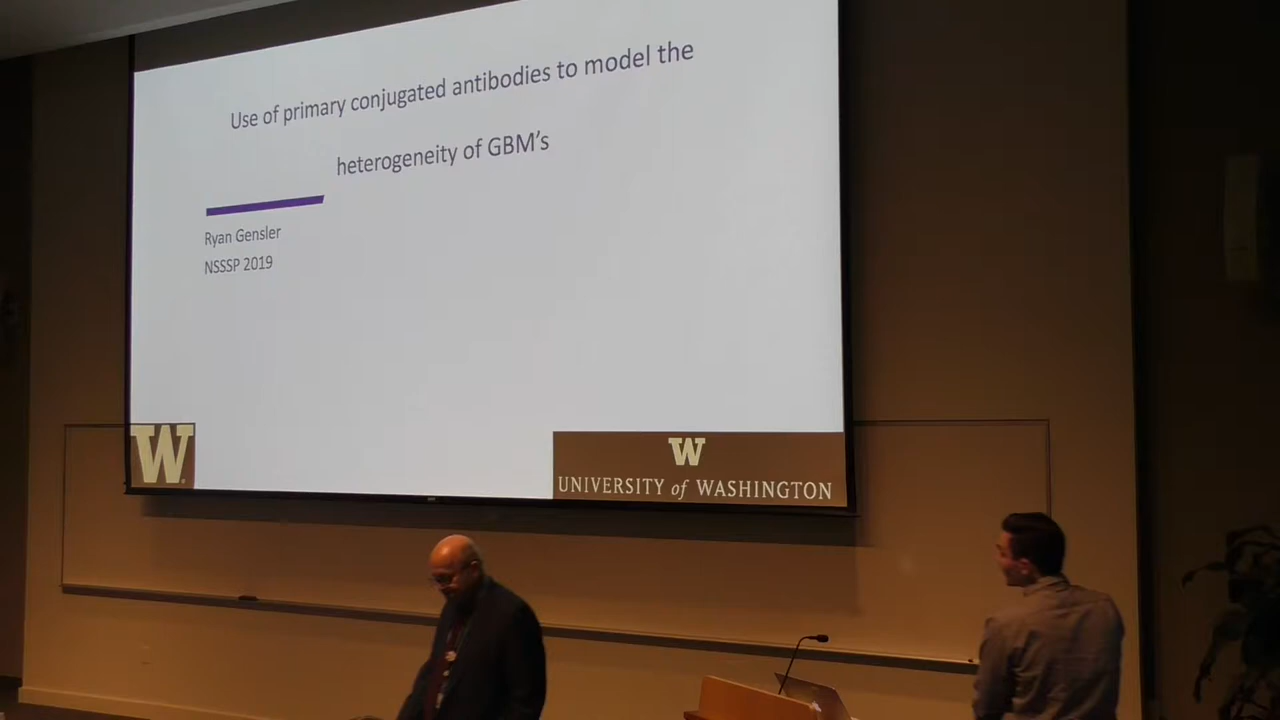 Use of primary conjugated antibodies to model the
heterogeneity of GBM's
Ryan Gensler
NSSSP 2019
W
W
UNIVERSITY of WASHINGTON